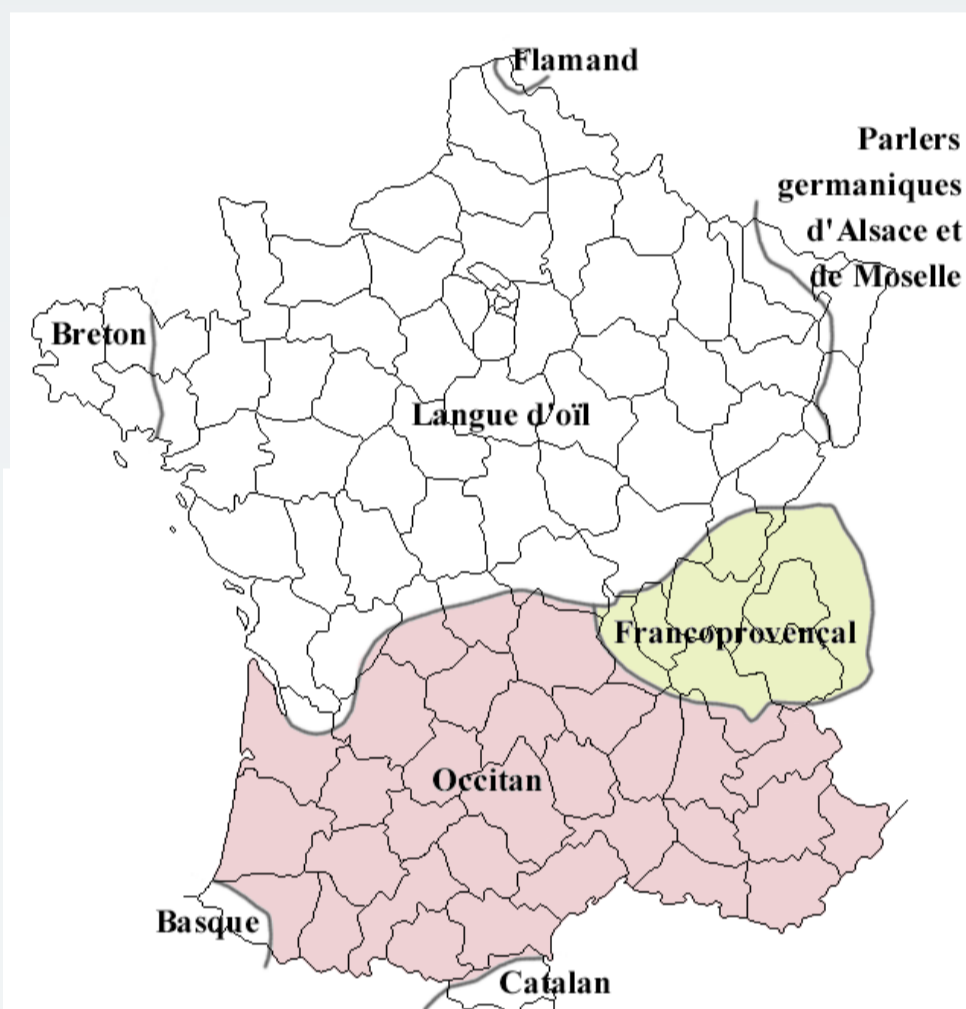 Flamand
Parlers
germaniques
d'Alsace et
de Moselle
Breton
Langue d'oïl
Francoprovençal
Occitan
Basque
Catalan